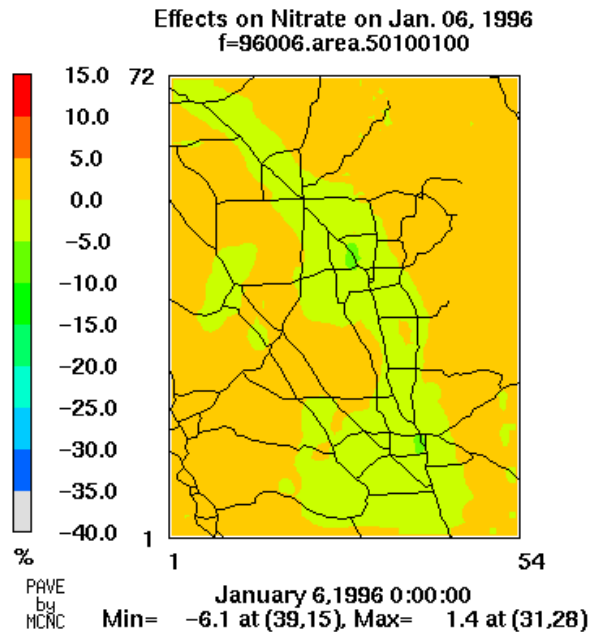 Effects on Nitrate on Jan. 06, 1996
f=96006.area.50100100
15.0
10.0
5.0
0.0
−5.0
−10.0
−15.0
−20.0
−25.0
−30.0
−35.0
−40.0
%
72
1
1
54
PAVE
by
MCNC
January 6,1996 0:00:00
Min= −6.1 at (39,15), Max= 1.4 at (31,28)